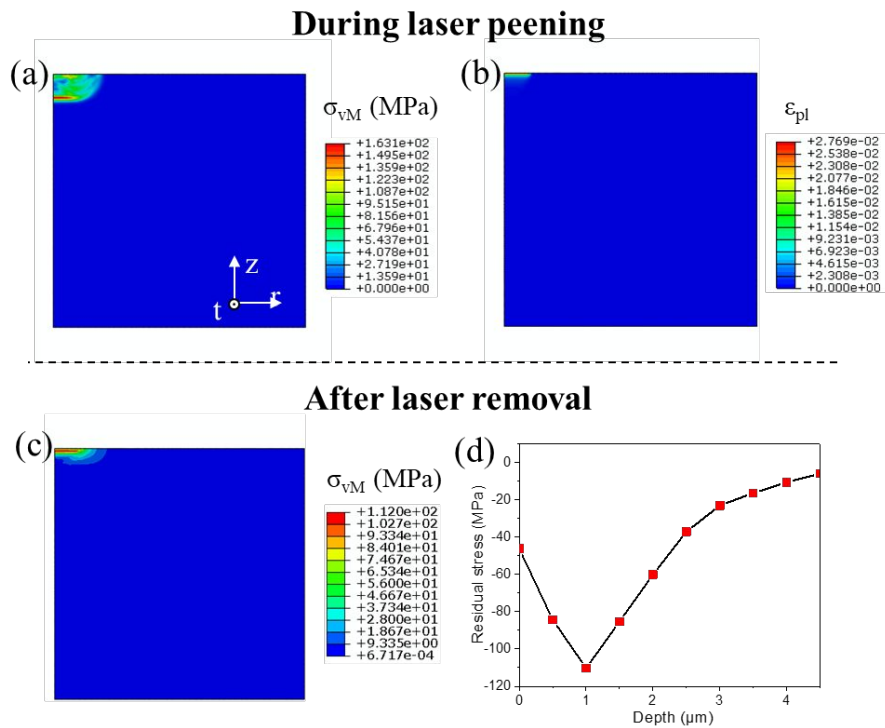 During laser peening
(a)
σvM (MPa)
+1.631e+02
+1.495e+02
+1.359e+02
+1.223e+02
+1.087e+02
+9.515e+01
+8.156e+01
+6.796e+01
+5.437e+01
+4.078e+01
+2.719e+01
+1.359e+01
+0.000e+00
z
t
r
(b)
εpl
+2.769e-02
+2.538e-02
+2.308e-02
+2.077e-02
+1.846e-02
+1.615e-02
+1.385e-02
+1.154e-02
+9.231e-03
+6.923e-03
+4.615e-03
+2.308e-03
+0.000e+00
After laser removal
(c)
σvM (MPa)
+1.120e+02
+1.027e+02
+9.334e+01
+8.401e+01
+7.467e+01
+6.534e+01
+5.600e+01
+4.667e+01
+3.734e+01
+2.800e+01
+1.867e+01
+9.335e+00
+6.717e-04
(d)
Residual stress (MPa)
0
-20
-40
-60
-80
-100
-120
0 1 2 3 4
Depth (µm)